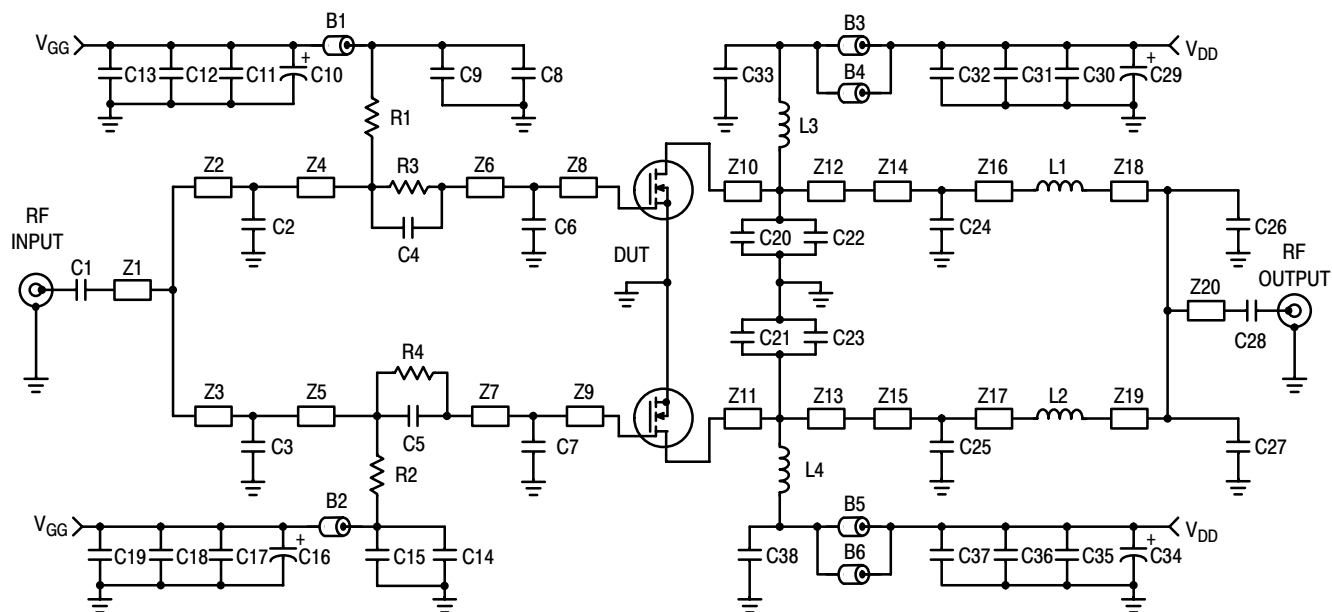 B1
B3
V_GG
V_DD
C13
C12
C11
+
C10
C9
C8
C33
B4
C32
C31
C30
+
C29
R1
L3
Z2
Z4
R3
Z6
Z8
Z10
Z12
Z14
Z16
L1
Z18
RF
INPUT
C2
C4
C6
DUT
C20
C22
C24
C26
RF
OUTPUT
C1
Z1
Z20
C28
C21
C23
Z3
Z5
R4
C5
Z7
Z9
Z11
Z13
Z15
Z17
L2
Z19
C3
R2
C7
L4
C25
C27
V_GG
B2
B5
V_DD
C19
C18
C17
+
C16
C15
C14
C38
B6
C37
C36
C35
+
C34